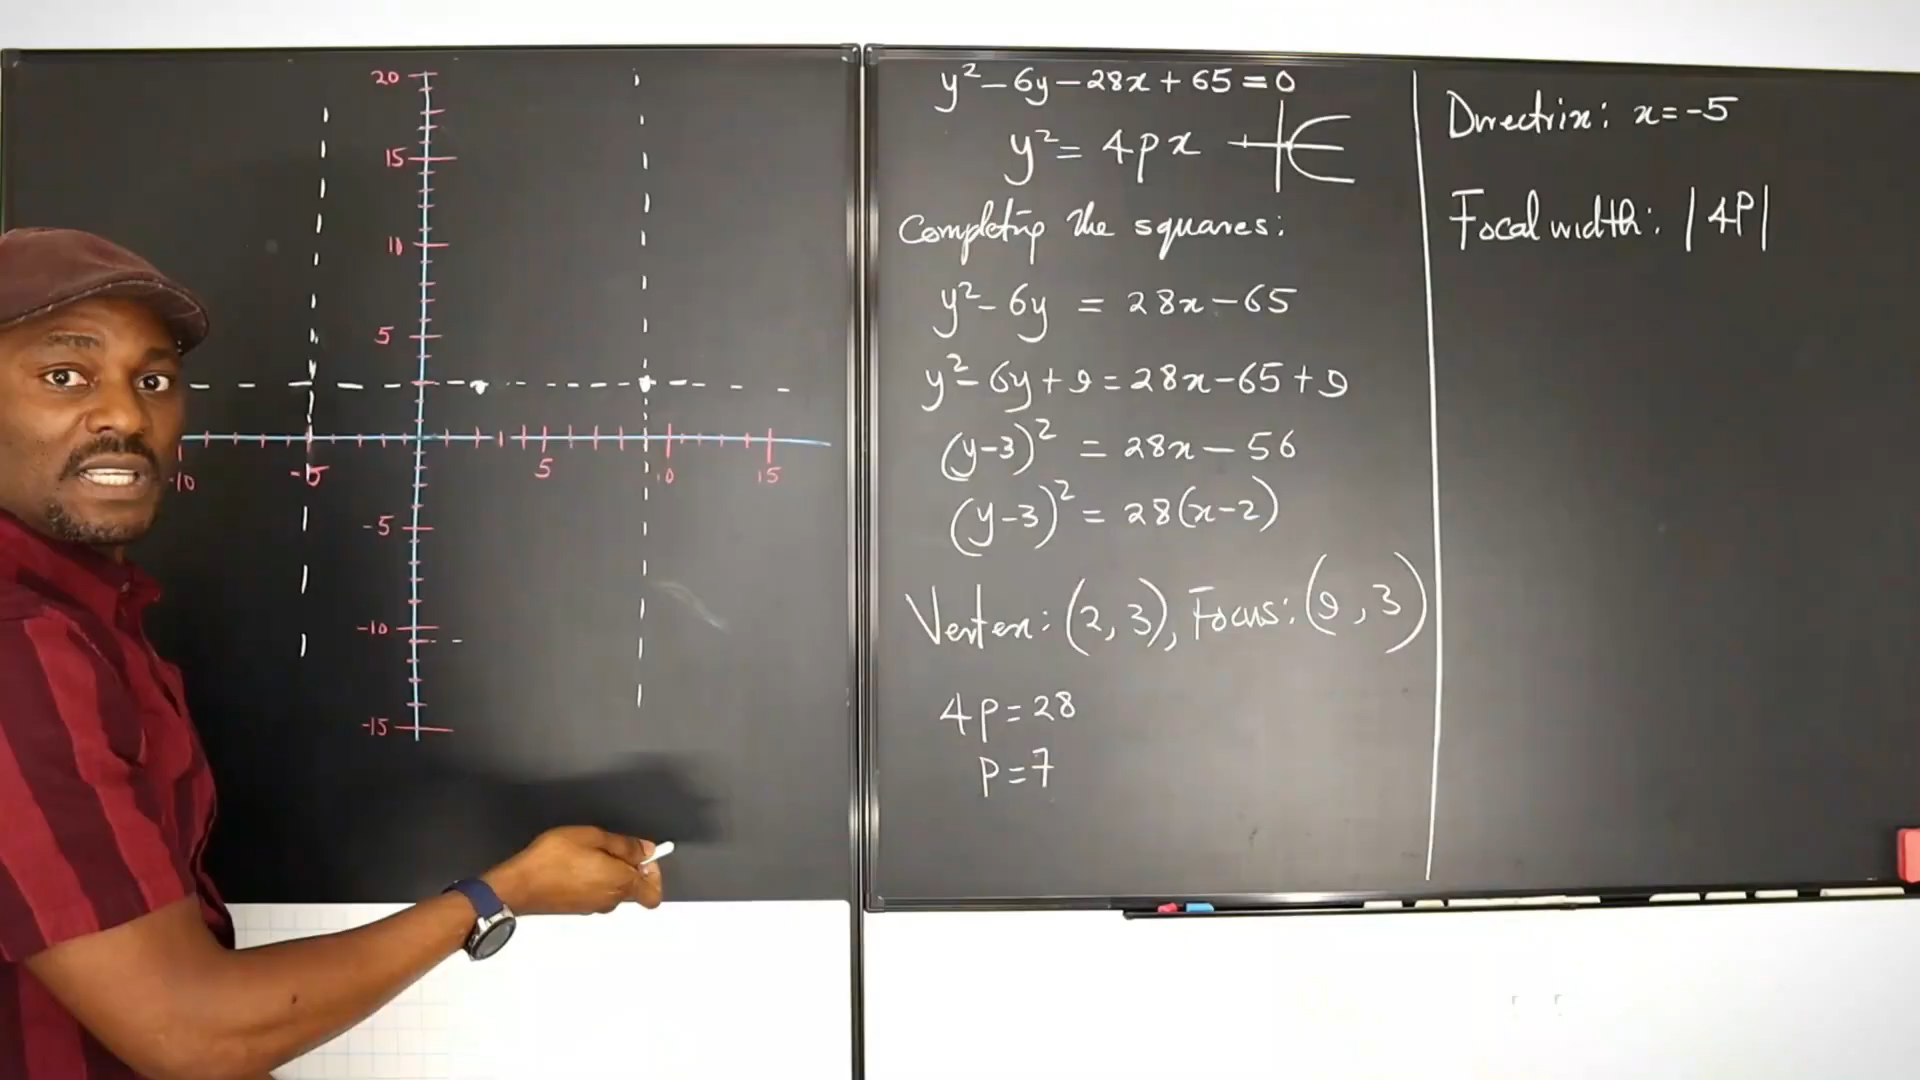 20
15
10
5
-10 -5 5 10 15
-5
-10
-15
y² - 6y - 28x + 65 = 0
y² = 4px
Completing the squares:
y² - 6y = 28x - 65
y² - 6y + 9 = 28x - 65 + 9
(y-3)² = 28x - 56
(y-3)² = 28(x-2)
Vertex: (2, 3), Focus: (9, 3)
4p = 28
p = 7
Directrix: x = -5
Focal width: |4P|